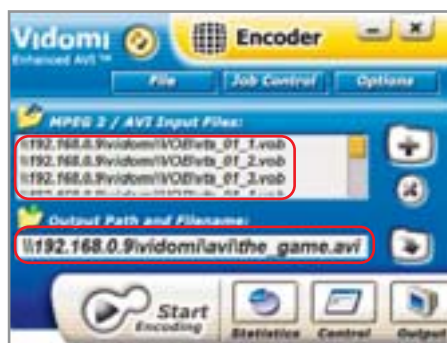 Vidomi
Enhanced AVI ™
Encoder
File
Job Control
Options
MPEG 2 / AVI Input Files:
\\192.168.0.9\vidomi\VOB\vts_01_1.vob
\\192.168.0.9\vidomi\VOB\vts_01_2.vob
\\192.168.0.9\vidomi\VOB\vts_01_3.vob
Output Path and Filename:
\\192.168.0.9\vidomi\avi\the_game.avi
Start
Encoding
Statistics
Control
Output